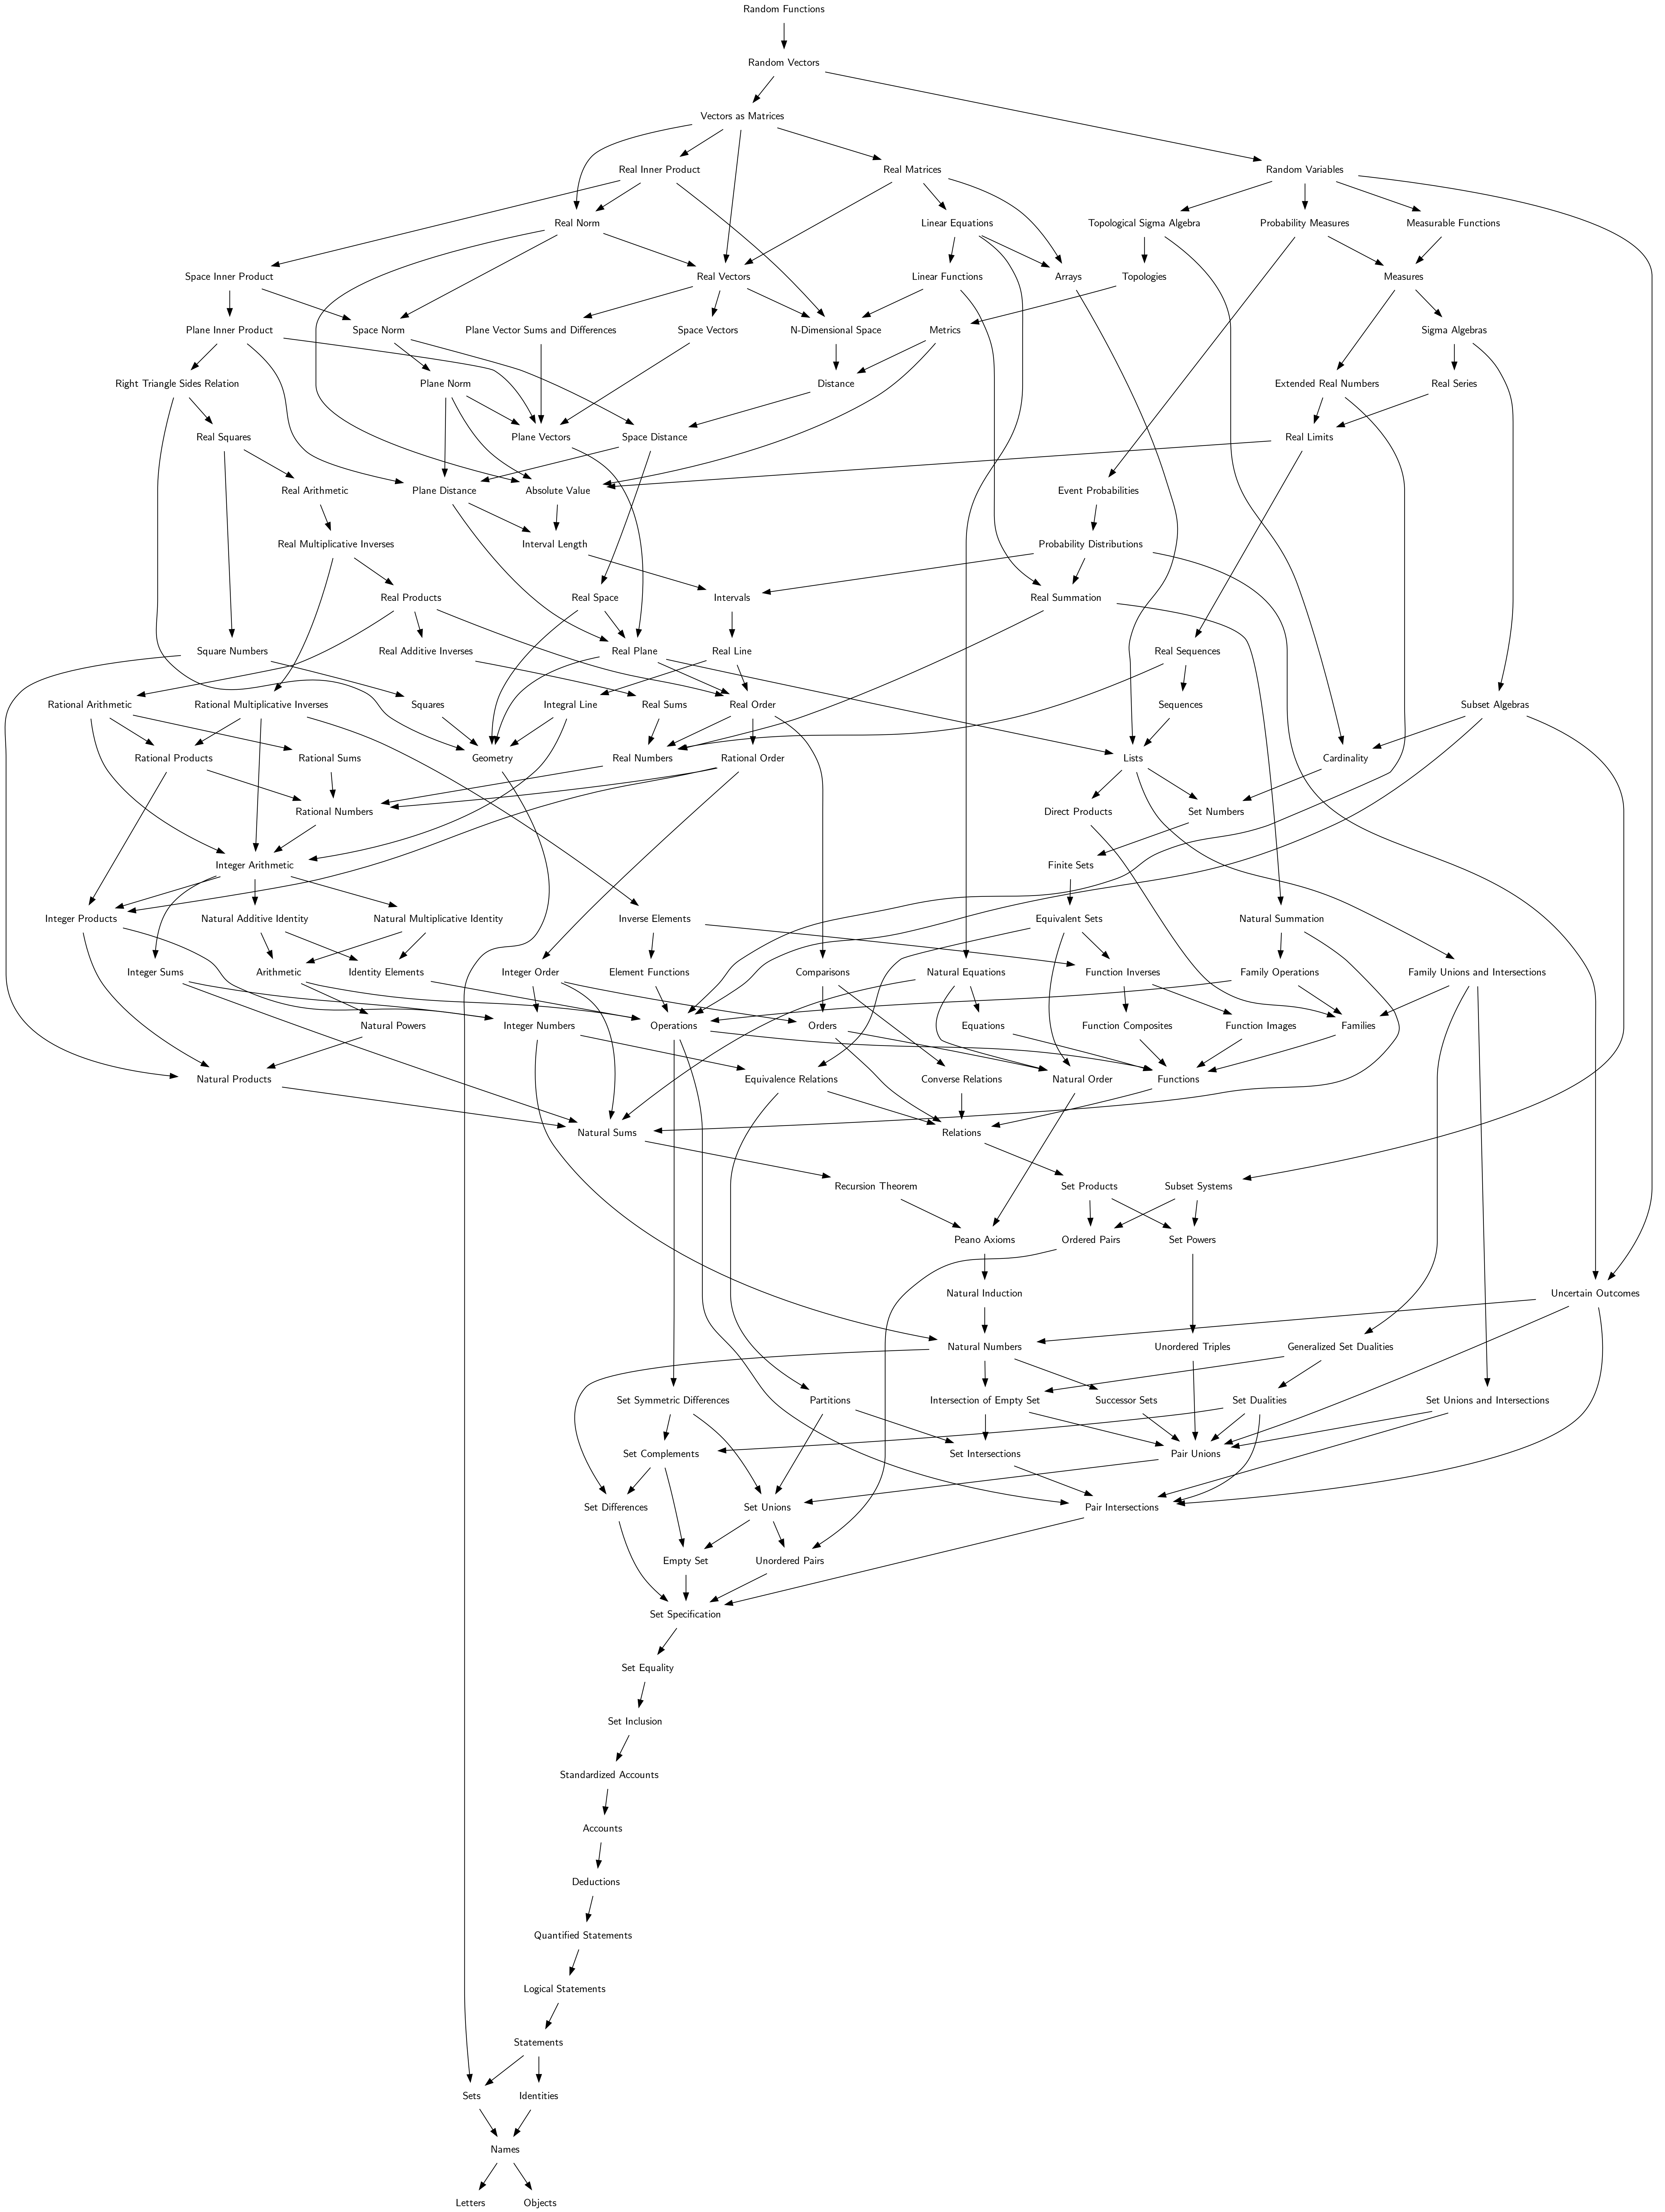 Random Functions
Random Vectors
Vectors as Matrices
Real Inner Product
Real Matrices
Random Variables
Real Norm
Linear Equations
Topological Sigma Algebra
Probability Measures
Measurable Functions
Space Inner Product
Real Vectors
Linear Functions
Arrays
Topologies
Measures
Plane Inner Product
Space Norm
Plane Vector Sums and Differences
Space Vectors
N-Dimensional Space
Metrics
Sigma Algebras
Right Triangle Sides Relation
Plane Norm
Distance
Extended Real Numbers
Real Series
Real Squares
Plane Vectors
Space Distance
Real Limits
Real Arithmetic
Plane Distance
Absolute Value
Event Probabilities
Real Multiplicative Inverses
Interval Length
Probability Distributions
Real Products
Real Space
Intervals
Real Summation
Square Numbers
Real Additive Inverses
Real Plane
Real Line
Real Sequences
Rational Arithmetic
Rational Multiplicative Inverses
Squares
Integral Line
Real Sums
Real Order
Sequences
Subset Algebras
Rational Products
Rational Sums
Geometry
Real Numbers
Rational Order
Lists
Cardinality
Rational Numbers
Direct Products
Set Numbers
Integer Arithmetic
Finite Sets
Integer Products
Natural Additive Identity
Natural Multiplicative Identity
Inverse Elements
Equivalent Sets
Natural Summation
Integer Sums
Arithmetic
Identity Elements
Integer Order
Element Functions
Comparisons
Natural Equations
Function Inverses
Family Operations
Family Unions and Intersections
Natural Powers
Integer Numbers
Operations
Orders
Equations
Function Composites
Function Images
Families
Natural Products
Equivalence Relations
Converse Relations
Natural Order
Functions
Natural Sums
Relations
Recursion Theorem
Set Products
Subset Systems
Peano Axioms
Ordered Pairs
Set Powers
Natural Induction
Uncertain Outcomes
Natural Numbers
Unordered Triples
Generalized Set Dualities
Set Symmetric Differences
Partitions
Intersection of Empty Set
Successor Sets
Set Dualities
Set Unions and Intersections
Set Complements
Set Intersections
Pair Unions
Set Differences
Set Unions
Pair Intersections
Empty Set
Unordered Pairs
Set Specification
Set Equality
Set Inclusion
Standardized Accounts
Accounts
Deductions
Quantified Statements
Logical Statements
Statements
Sets
Identities
Names
Letters
Objects